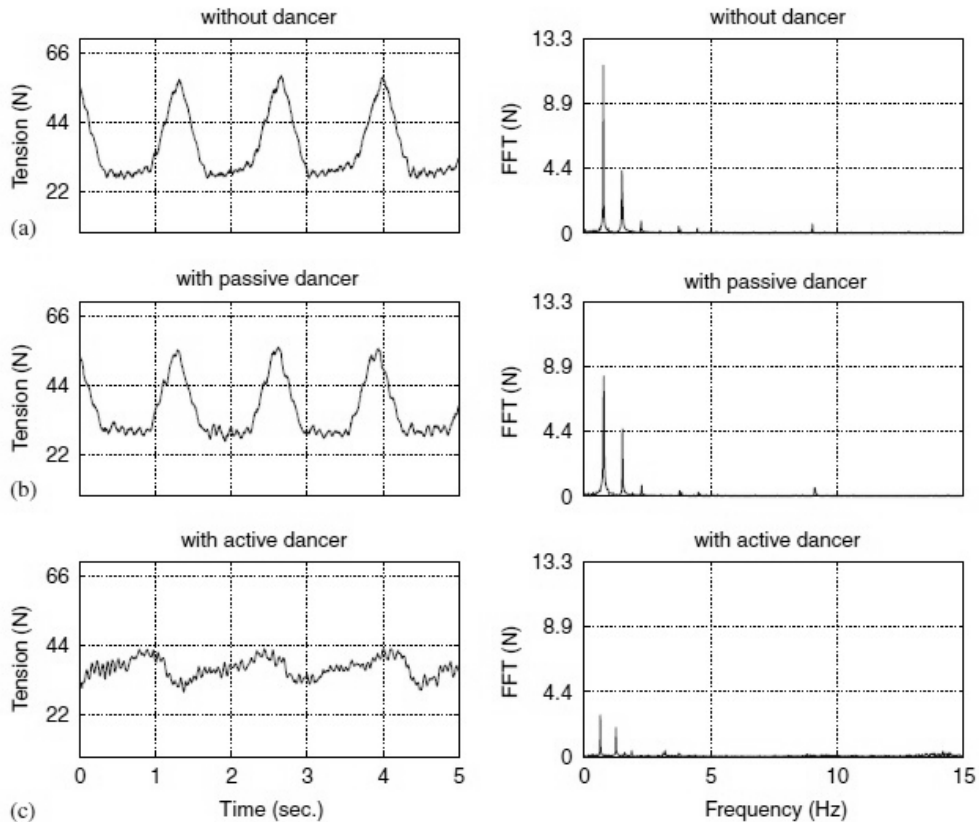 without dancer
Tension (N)
66
44
22
(a)
without dancer
FFT (N)
13.3
8.9
4.4
0
with passive dancer
Tension (N)
66
44
22
(b)
with passive dancer
FFT (N)
13.3
8.9
4.4
0
with active dancer
Tension (N)
66
44
22
0 1 2 3 4 5
(c)
Time (sec.)
with active dancer
FFT (N)
13.3
8.9
4.4
0
0 5 10 15
Frequency (Hz)